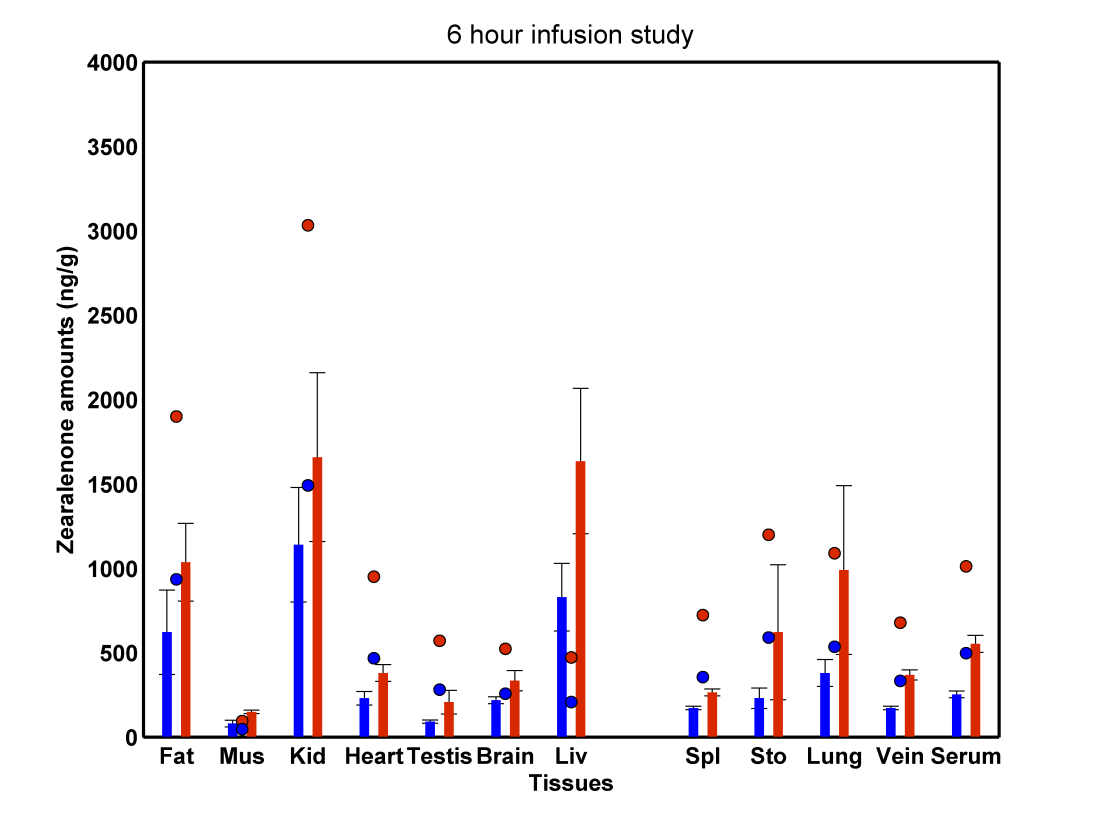 6 hour infusion study
4000
3500
3000
2500
2000
1500
1000
500
0
Zearalenone amounts (ng/g)
Fat Mus Kid Heart Testis Brain Liv Spl Sto Lung Vein Serum
Tissues